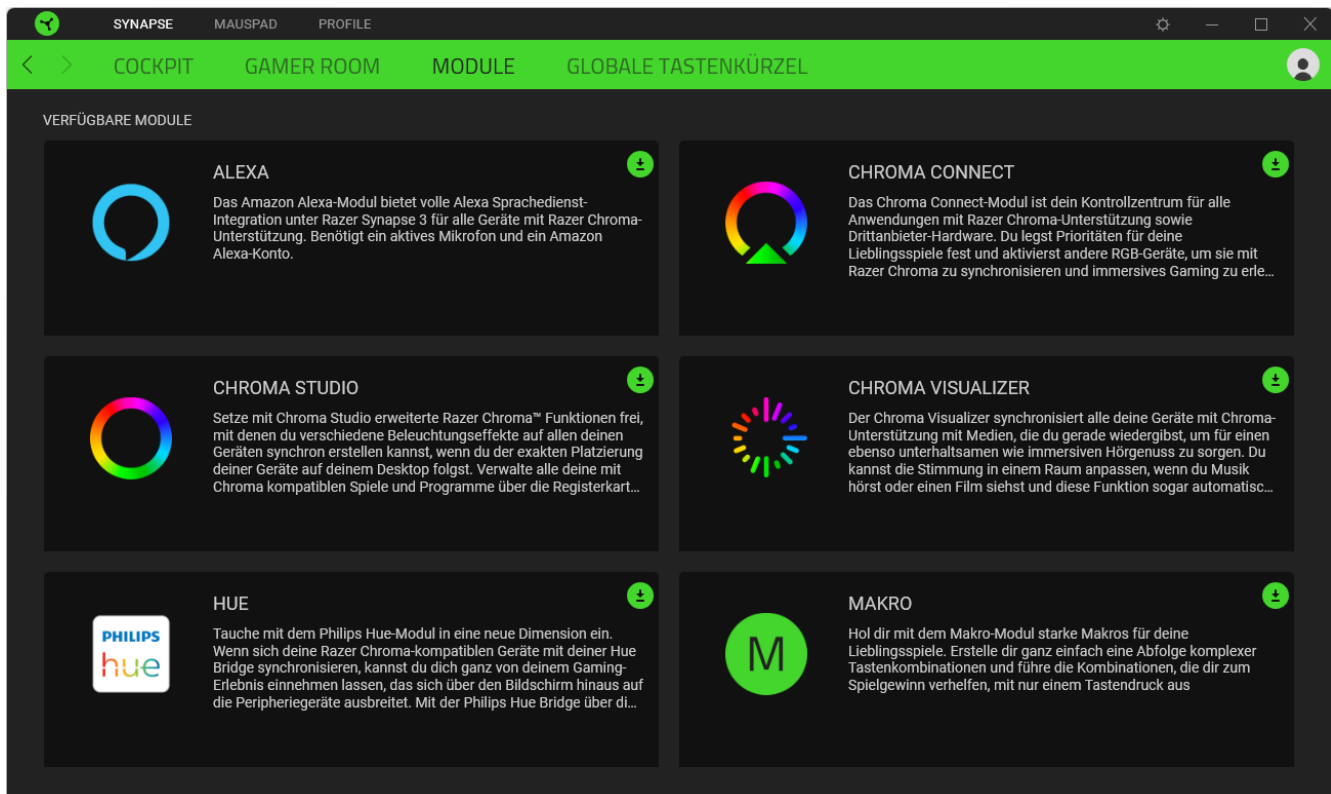 SYNAPSE MAUSPAD PROFILE
COCKPIT GAMER ROOM MODULE GLOBALE TASTENKÜRZEL
VERFÜGBARE MODULE
ALEXA
Das Amazon Alexa-Modul bietet volle Alexa Sprachedienst-
Integration unter Razer Synapse 3 für alle Geräte mit Razer Chroma-
Unterstützung. Benötigt ein aktives Mikrofon und ein Amazon
Alexa-Konto.
CHROMA CONNECT
Das Chroma Connect-Modul ist dein Kontrollzentrum für alle
Anwendungen mit Razer Chroma-Unterstützung sowie
Drittanbieter-Hardware. Du legst Prioritäten für deine
Lieblingsspiele fest und aktivierst andere RGB-Geräte, um sie mit
Razer Chroma zu synchronisieren und immersives Gaming zu erle...
CHROMA STUDIO
Setze mit Chroma Studio erweiterte Razer Chroma™ Funktionen frei,
mit denen du verschiedene Beleuchtungseffekte auf allen deinen
Geräten synchron erstellen kannst, wenn du der exakten Platzierung
deiner Geräte auf deinem Desktop folgst. Verwalte alle deine mit
Chroma kompatiblen Spiele und Programme über die Registerkart...
CHROMA VISUALIZER
Der Chroma Visualizer synchronisiert alle deine Geräte mit Chroma-
Unterstützung mit Medien, die du gerade wiedergibst, um für einen
ebenso unterhaltsamen wie immersiven Hörgenuss zu sorgen. Du
kannst die Stimmung in einem Raum anpassen, wenn du Musik
hörst oder einen Film siehst und diese Funktion sogar automatisc...
PHILIPS
hue
HUE
Tauche mit dem Philips Hue-Modul in eine neue Dimension ein.
Wenn sich deine Razer Chroma-kompatiblen Geräte mit deiner Hue
Bridge synchronisieren, kannst du dich ganz von deinem Gaming-
Erlebnis einnehmen lassen, das sich über den Bildschirm hinaus auf
die Peripheriegeräte ausbreitet. Mit der Philips Hue Bridge über di...
M
MAKRO
Hol dir mit dem Makro-Modul starke Makros für deine
Lieblingsspiele. Erstelle dir ganz einfach eine Abfolge komplexer
Tastenkombinationen und führe die Kombinationen, die dir zum
Spielgewinn verhelfen, mit nur einem Tastendruck aus